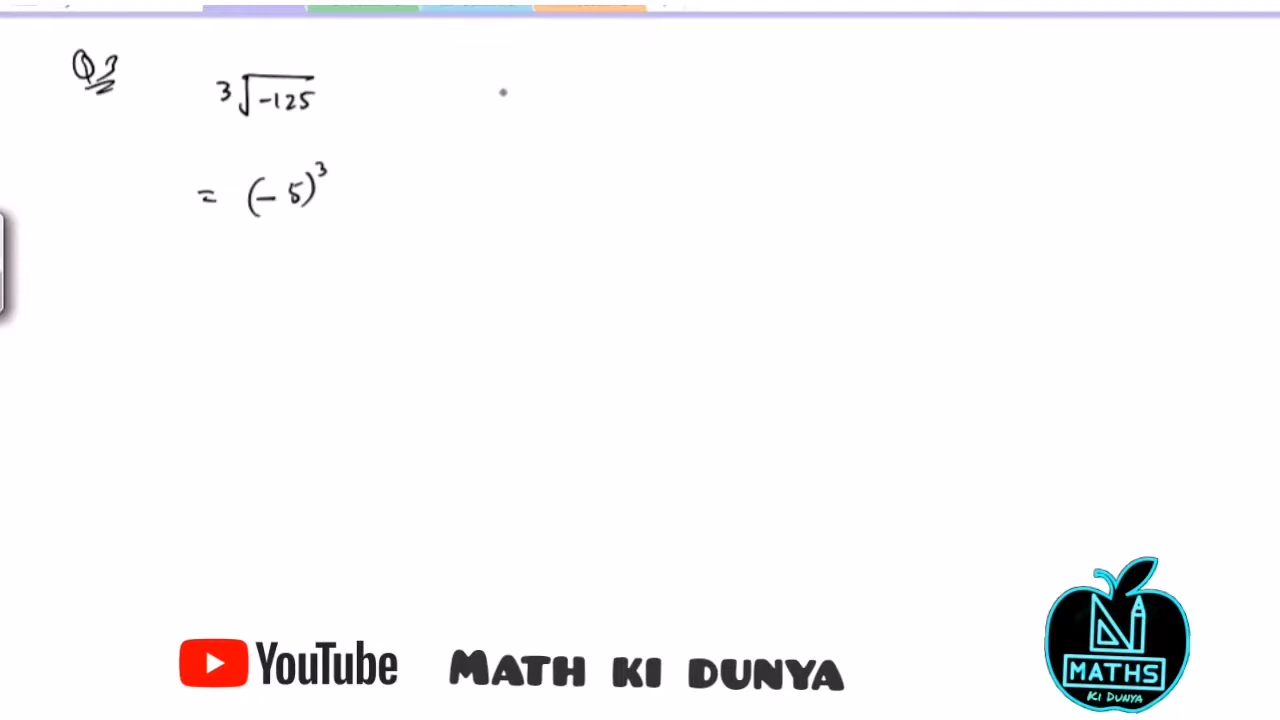 Q3
3√-125
= (-5)³
YouTube MATH KI DUNYA
MATHS
KI DUNYA